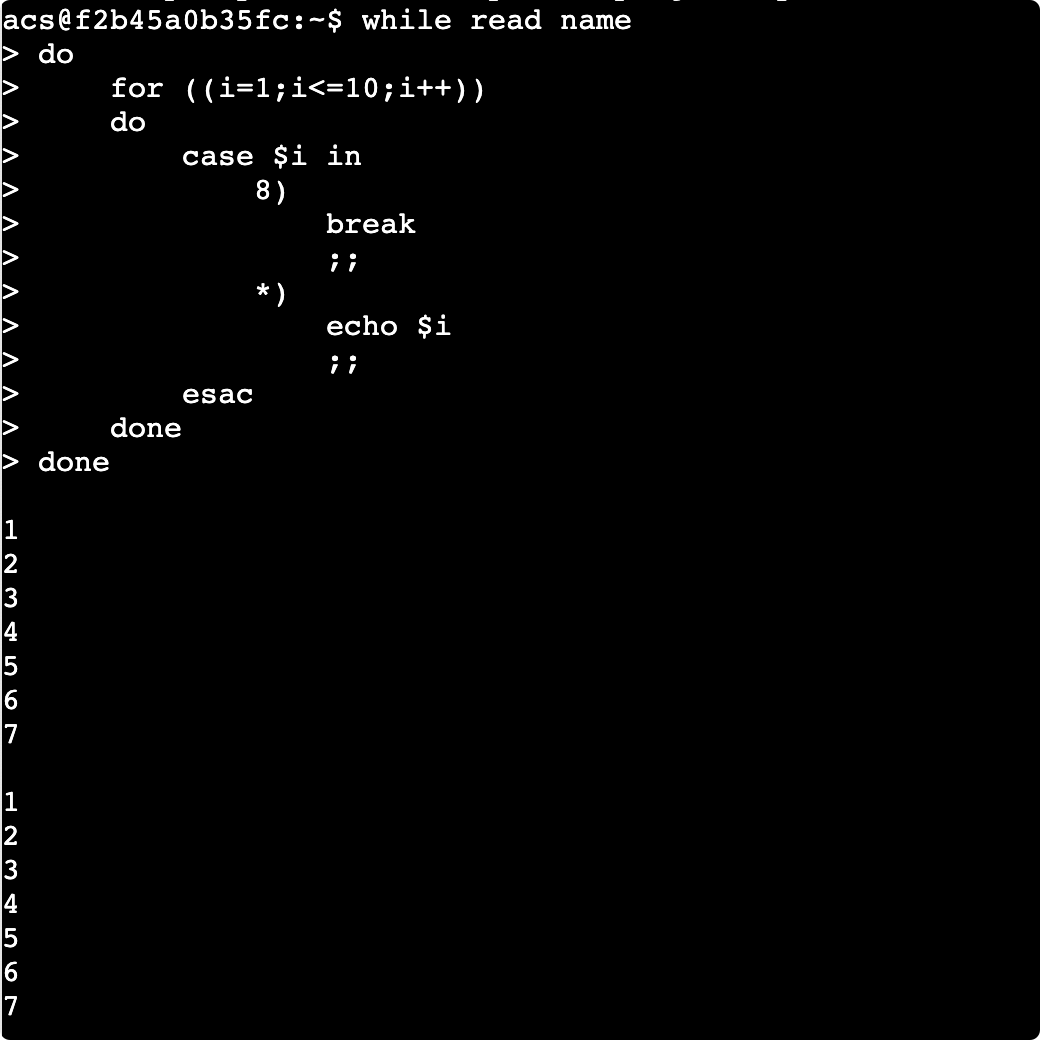 acs@f2b45a0b35fc:~$ while read name
> do
>     for ((i=1;i<=10;i++))
>     do
>         case $i in
>             8)
>                 break
>                 ;;
>             *)
>                 echo $i
>                 ;;
>         esac
>     done
> done

1
2
3
4
5
6
7

1
2
3
4
5
6
7